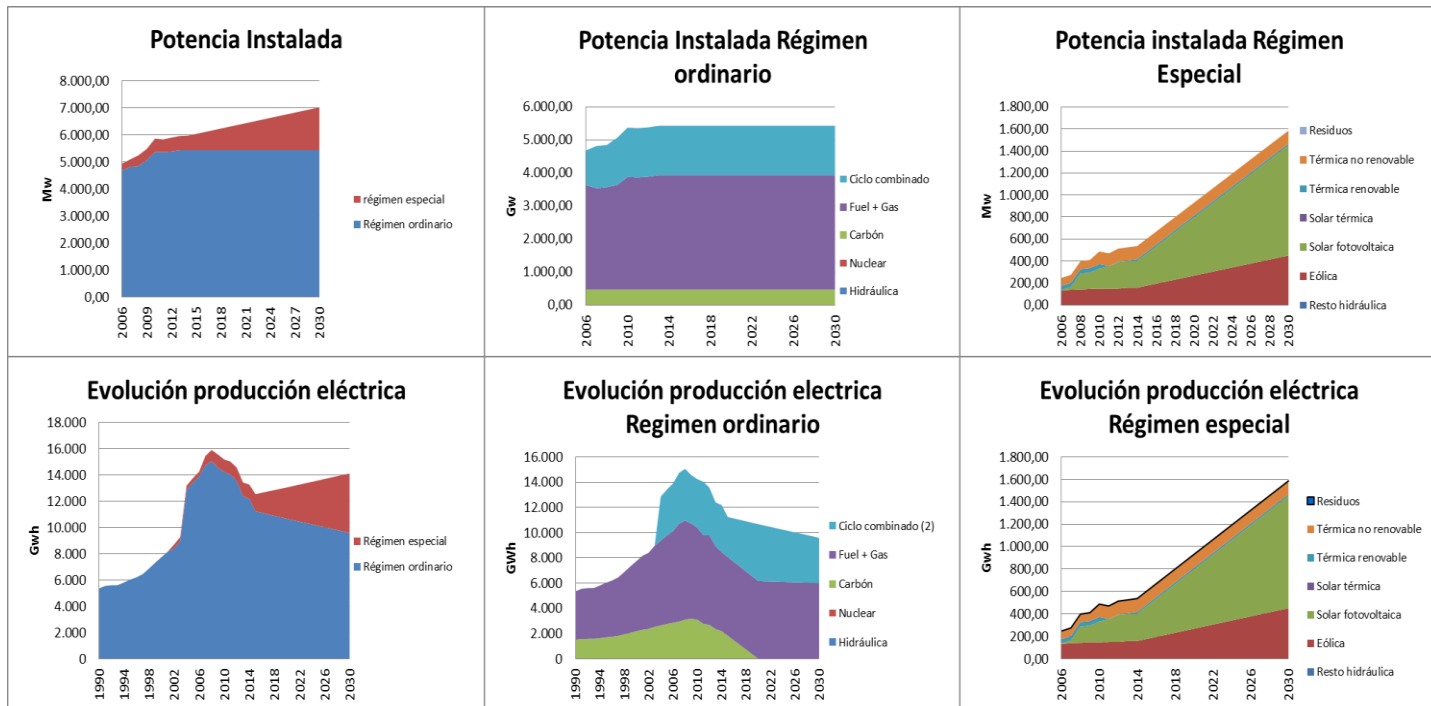 Potencia Instalada
8.000,00
7.000,00
6.000,00
5.000,00
4.000,00
3.000,00
2.000,00
1.000,00
0,00
Mw
2006
2009
2012
2015
2018
2021
2024
2027
2030
régimen especial
Régimen ordinario
Potencia Instalada Régimen
ordinario
6.000,00
5.000,00
4.000,00
3.000,00
2.000,00
1.000,00
0,00
Gw
2006
2010
2014
2018
2022
2026
2030
Ciclo combinado
Fuel + Gas
Carbón
Nuclear
Hidráulica
Potencia instalada Régimen
Especial
1.800,00
1.600,00
1.400,00
1.200,00
1.000,00
800,00
600,00
400,00
200,00
0,00
Mw
2006
2008
2010
2012
2014
2016
2018
2020
2022
2024
2026
2028
2030
Residuos
Térmica no renovable
Térmica renovable
Solar térmica
Solar fotovoltaica
Eólica
Resto hidráulica
Evolución producción eléctrica
18.000
16.000
14.000
12.000
10.000
8.000
6.000
4.000
2.000
0
Gwh
1990
1994
1998
2002
2006
2010
2014
2018
2022
2026
2030
Régimen especial
Régimen ordinario
Evolución producción electrica
Regimen ordinario
16.000
14.000
12.000
10.000
8.000
6.000
4.000
2.000
0
GWh
1990
1994
1998
2002
2006
2010
2014
2018
2022
2026
2030
Ciclo combinado (2)
Fuel + Gas
Carbón
Nuclear
Hidráulica
Evolución producción eléctrica
Régimen especial
1.800,00
1.600,00
1.400,00
1.200,00
1.000,00
800,00
600,00
400,00
200,00
0,00
Gwh
2006
2010
2014
2018
2022
2026
2030
Residuos
Térmica no renovable
Térmica renovable
Solar térmica
Solar fotovoltaica
Eólica
Resto hidráulica